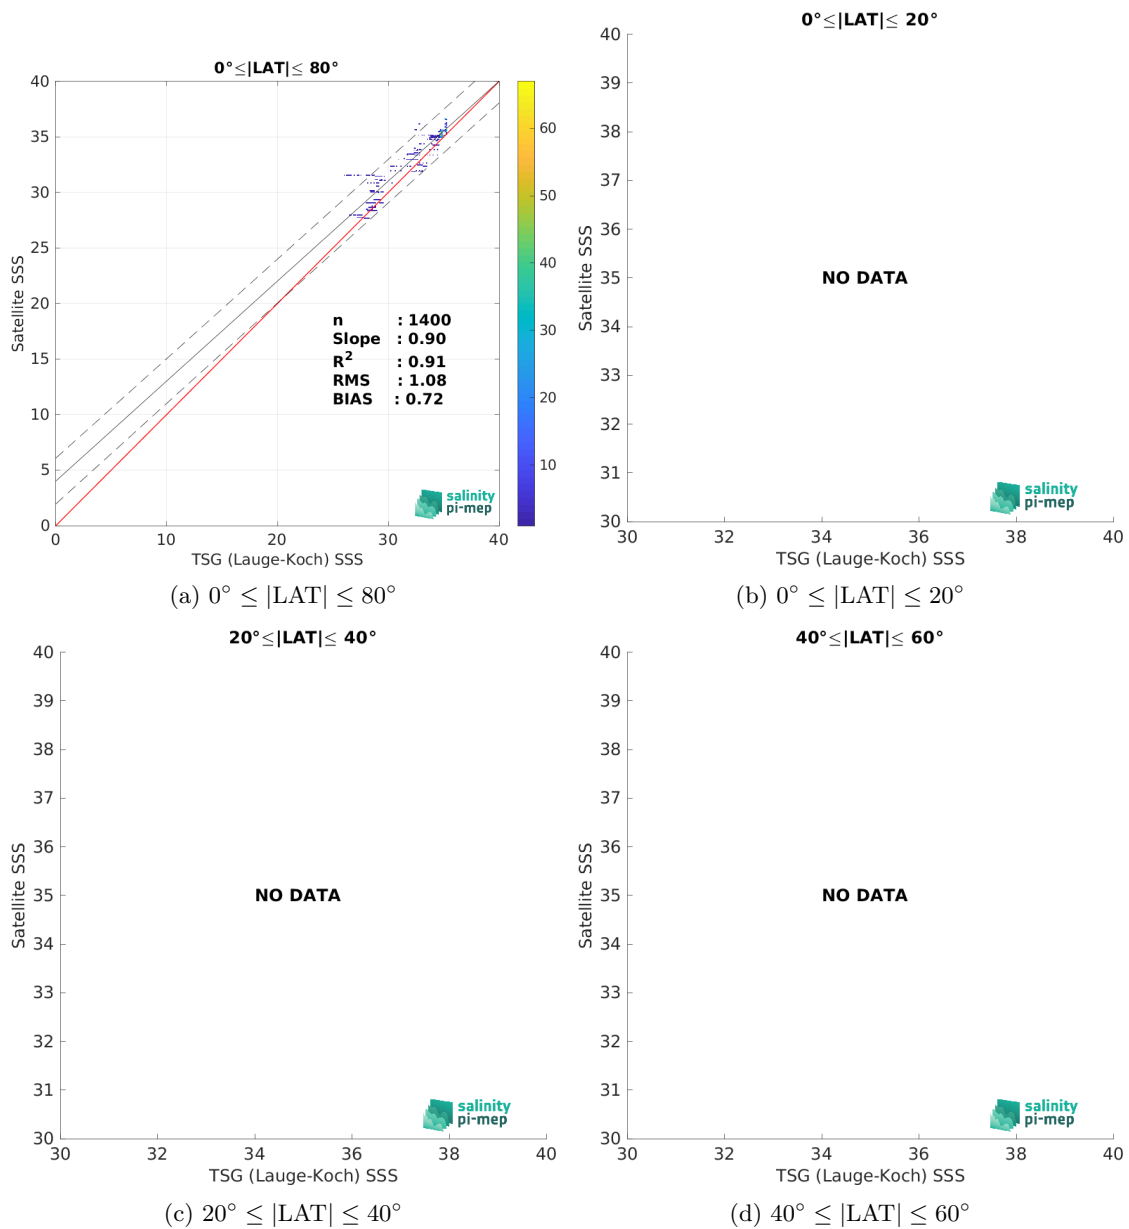 0°≤|LAT|≤ 80°
40
35
30
25
20
15
10
5
0
Satellite SSS
n : 1400
Slope : 0.90
R² : 0.91
RMS : 1.08
BIAS : 0.72
salinity
pi-mep
0 10 20 30 40
TSG (Lauge-Koch) SSS
60
50
40
30
20
10
(a) 0° ≤ |LAT| ≤ 80°
0°≤|LAT|≤ 20°
40
39
38
37
36
35
34
33
32
31
30
Satellite SSS
NO DATA
salinity
pi-mep
30 32 34 36 38 40
TSG (Lauge-Koch) SSS
(b) 0° ≤ |LAT| ≤ 20°
20°≤|LAT|≤ 40°
40
39
38
37
36
35
34
33
32
31
30
Satellite SSS
NO DATA
salinity
pi-mep
30 32 34 36 38 40
TSG (Lauge-Koch) SSS
(c) 20° ≤ |LAT| ≤ 40°
40°≤|LAT|≤ 60°
40
39
38
37
36
35
34
33
32
31
30
Satellite SSS
NO DATA
salinity
pi-mep
30 32 34 36 38 40
TSG (Lauge-Koch) SSS
(d) 40° ≤ |LAT| ≤ 60°